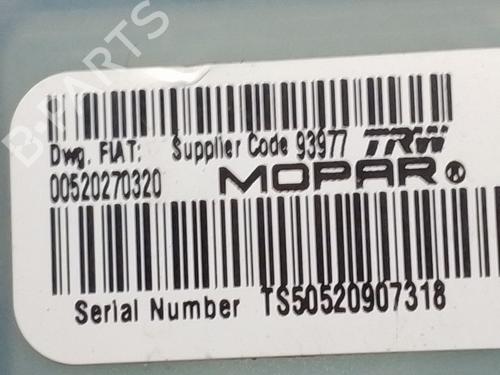 B-PARTS
Dwg. FIAT: Supplier Code 93977 TRW
00520270320 MOPAR®
Serial Number TS50520907318